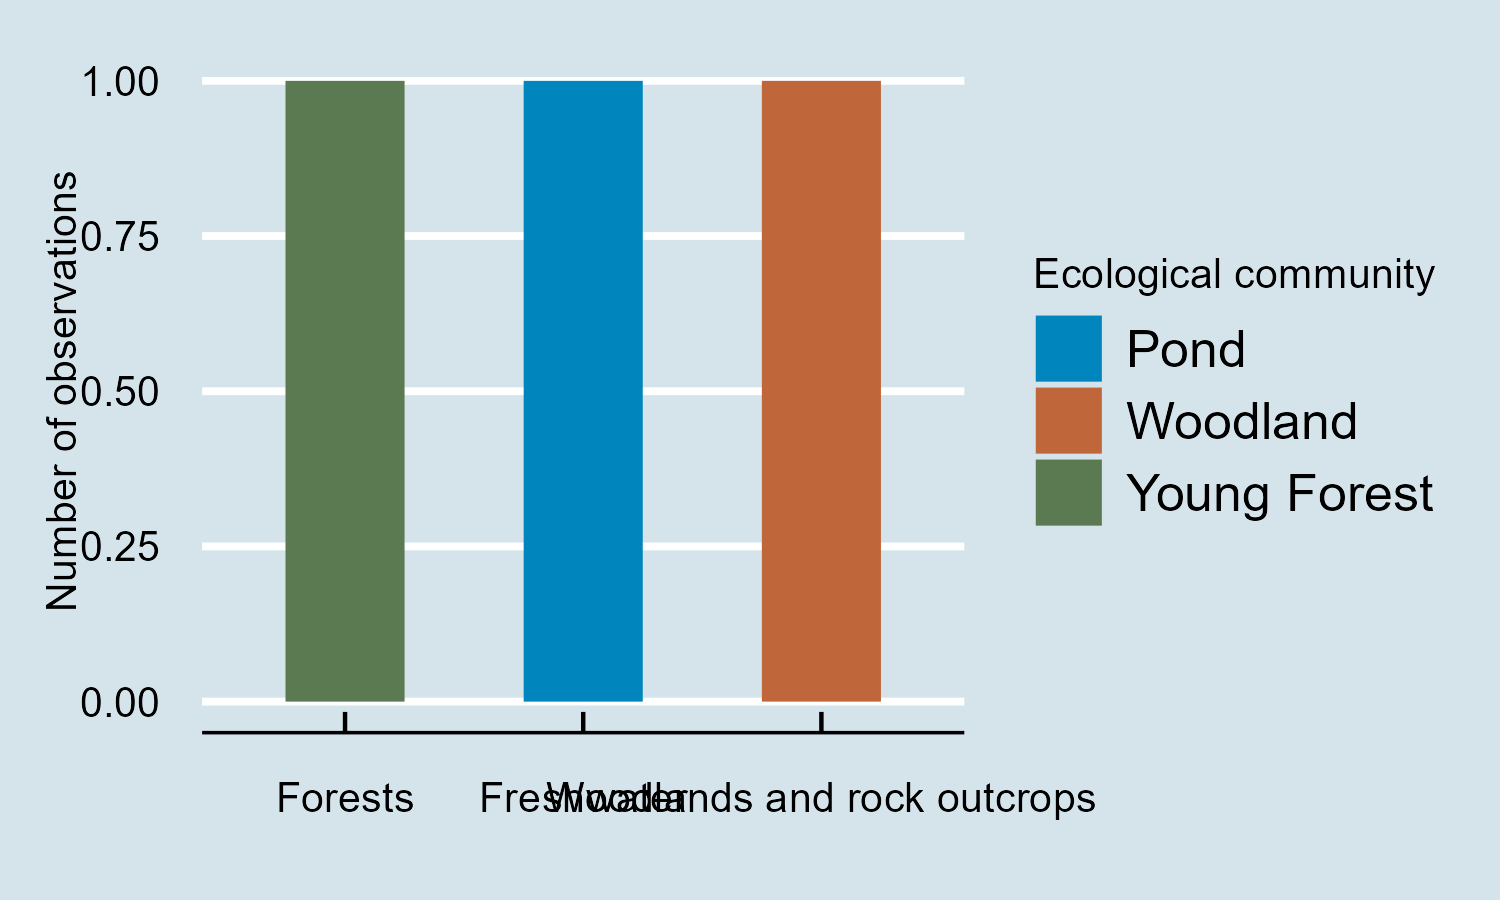 1.00
0.75
0.50
0.25
0.00
Number of observations
Forests
Freshwater
Woodlands and rock outcrops
Ecological community
Pond
Woodland
Young Forest